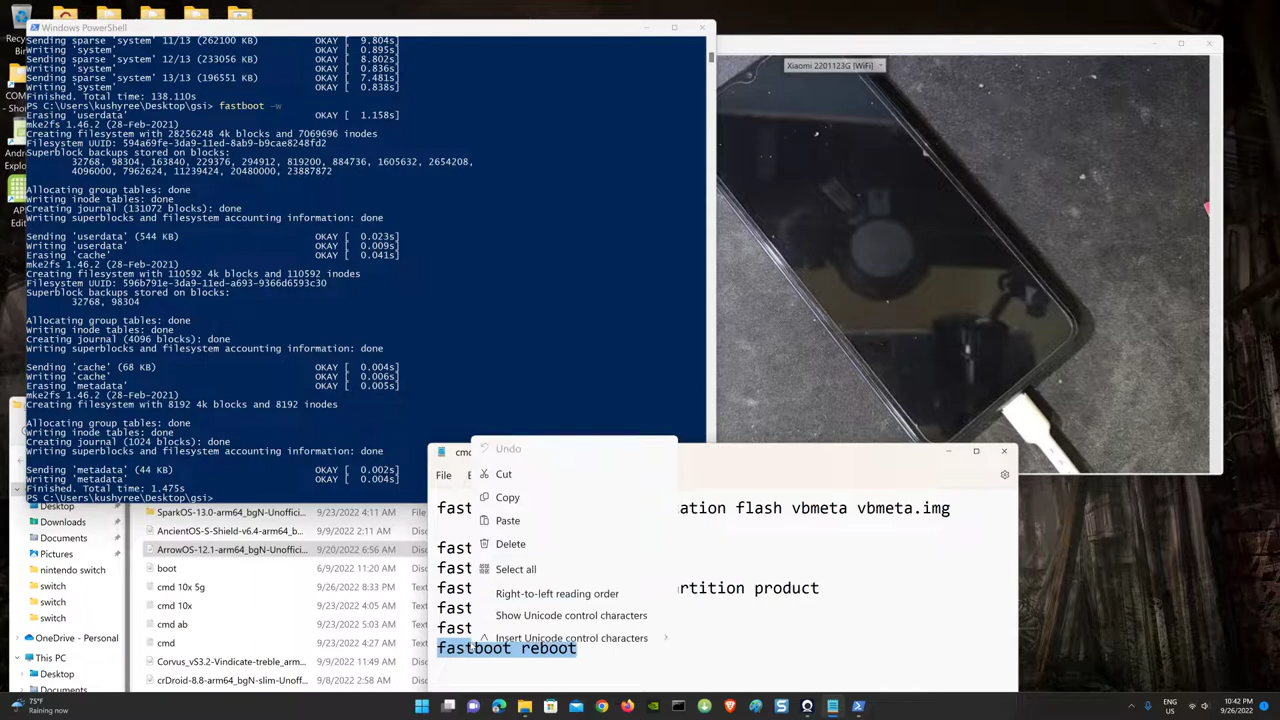 Windows PowerShell
Sending sparse 'system' 11/13 (262100 KB) OKAY [ 9.804s]
Writing 'system' OKAY [ 0.895s]
Sending sparse 'system' 12/13 (233056 KB) OKAY [ 8.802s]
Writing 'system' OKAY [ 0.836s]
Sending sparse 'system' 13/13 (196551 KB) OKAY [ 7.481s]
Writing 'system' OKAY [ 0.838s]
Finished. Total time: 138.110s
PS C:\Users\kushyree\Desktop\gsi> fastboot -w
Erasing 'userdata' OKAY [ 1.158s]
mke2fs 1.46.2 (28-Feb-2021)
Creating filesystem with 28256248 4k blocks and 7069696 inodes
Filesystem UUID: 594a69fe-3da9-11ed-8ab9-b9cae8248fd2
Superblock backups stored on blocks:
32768, 98304, 163840, 229376, 294912, 819200, 884736, 1605632, 2654208,
4096000, 7962624, 11239424, 20480000, 23887872
Allocating group tables: done
Writing inode tables: done
Creating journal (131072 blocks): done
Writing superblocks and filesystem accounting information: done
Sending 'userdata' (544 KB) OKAY [ 0.023s]
Writing 'userdata' OKAY [ 0.009s]
Erasing 'cache' OKAY [ 0.041s]
mke2fs 1.46.2 (28-Feb-2021)
Creating filesystem with 110592 4k blocks and 110592 inodes
Filesystem UUID: 596b791e-3da9-11ed-a693-9366d6593c30
Superblock backups stored on blocks:
32768, 98304
Allocating group tables: done
Writing inode tables: done
Creating journal (4096 blocks): done
Writing superblocks and filesystem accounting information: done
Sending 'cache' (68 KB) OKAY [ 0.004s]
Writing 'cache' OKAY [ 0.006s]
Erasing 'metadata' OKAY [ 0.005s]
mke2fs 1.46.2 (28-Feb-2021)
Creating filesystem with 8192 4k blocks and 8192 inodes
Allocating group tables: done
Writing inode tables: done
Creating journal (1024 blocks): done
Writing superblocks and filesystem accounting information: done
Sending 'metadata' (44 KB) OKAY [ 0.002s]
Writing 'metadata' OKAY [ 0.004s]
Finished. Total time: 1.475s
PS C:\Users\kushyree\Desktop\gsi>
Xiaomi 2201123G [WiFi]
File
Undo
Cut
Copy
Paste
Delete
Select all
Right-to-left reading order
Show Unicode control characters
Insert Unicode control characters
fast ation flash vbmeta vbmeta.img
fast
fast
fast rtition product
fast
fast
fastboot reboot
Desktop
Downloads
Documents
Pictures
nintendo switch
switch
switch
switch
OneDrive - Personal
This PC
Desktop
Documents
SparkOS-13.0-arm64_bgN-Unoffici... 9/23/2022 4:11 AM File
AncientOS-S-Shield-v6.4-arm64_b... 9/9/2022 2:11 AM Disc
ArrowOS-12.1-arm64_bgN-Unoffici... 9/20/2022 6:56 AM Disc
boot 6/9/2022 11:20 AM Disc
cmd 10x 5g 9/26/2022 8:33 PM Text
cmd 10x 9/23/2022 4:05 AM Text
cmd ab 9/23/2022 5:03 AM Text
cmd 9/23/2022 4:27 AM Text
Corvus_vS3.2-Vindicate-treble_arm... 9/9/2022 11:49 AM Disc
crDroid-8.8-arm64_bgN-slim-Unoff... 9/8/2022 2:58 AM Disc
75°F
Raining now
ENG
US
10:42 PM
9/26/2022